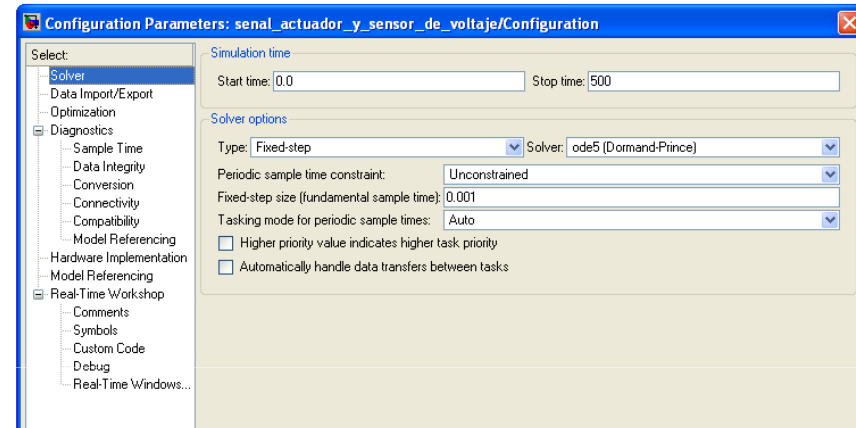 Configuration Parameters: senal_actuador_y_sensor_de_voltaje/Configuration
Select:
Solver
Data Import/Export
Optimization
Diagnostics
Sample Time
Data Integrity
Conversion
Connectivity
Compatibility
Model Referencing
Hardware Implementation
Model Referencing
Real-Time Workshop
Comments
Symbols
Custom Code
Debug
Real-Time Windows...
Simulation time
Start time: 0.0 Stop time: 500
Solver options
Type: Fixed-step Solver: ode5 (Dormand-Prince)
Periodic sample time constraint: Unconstrained
Fixed-step size (fundamental sample time): 0.001
Tasking mode for periodic sample times: Auto
Higher priority value indicates higher task priority
Automatically handle data transfers between tasks